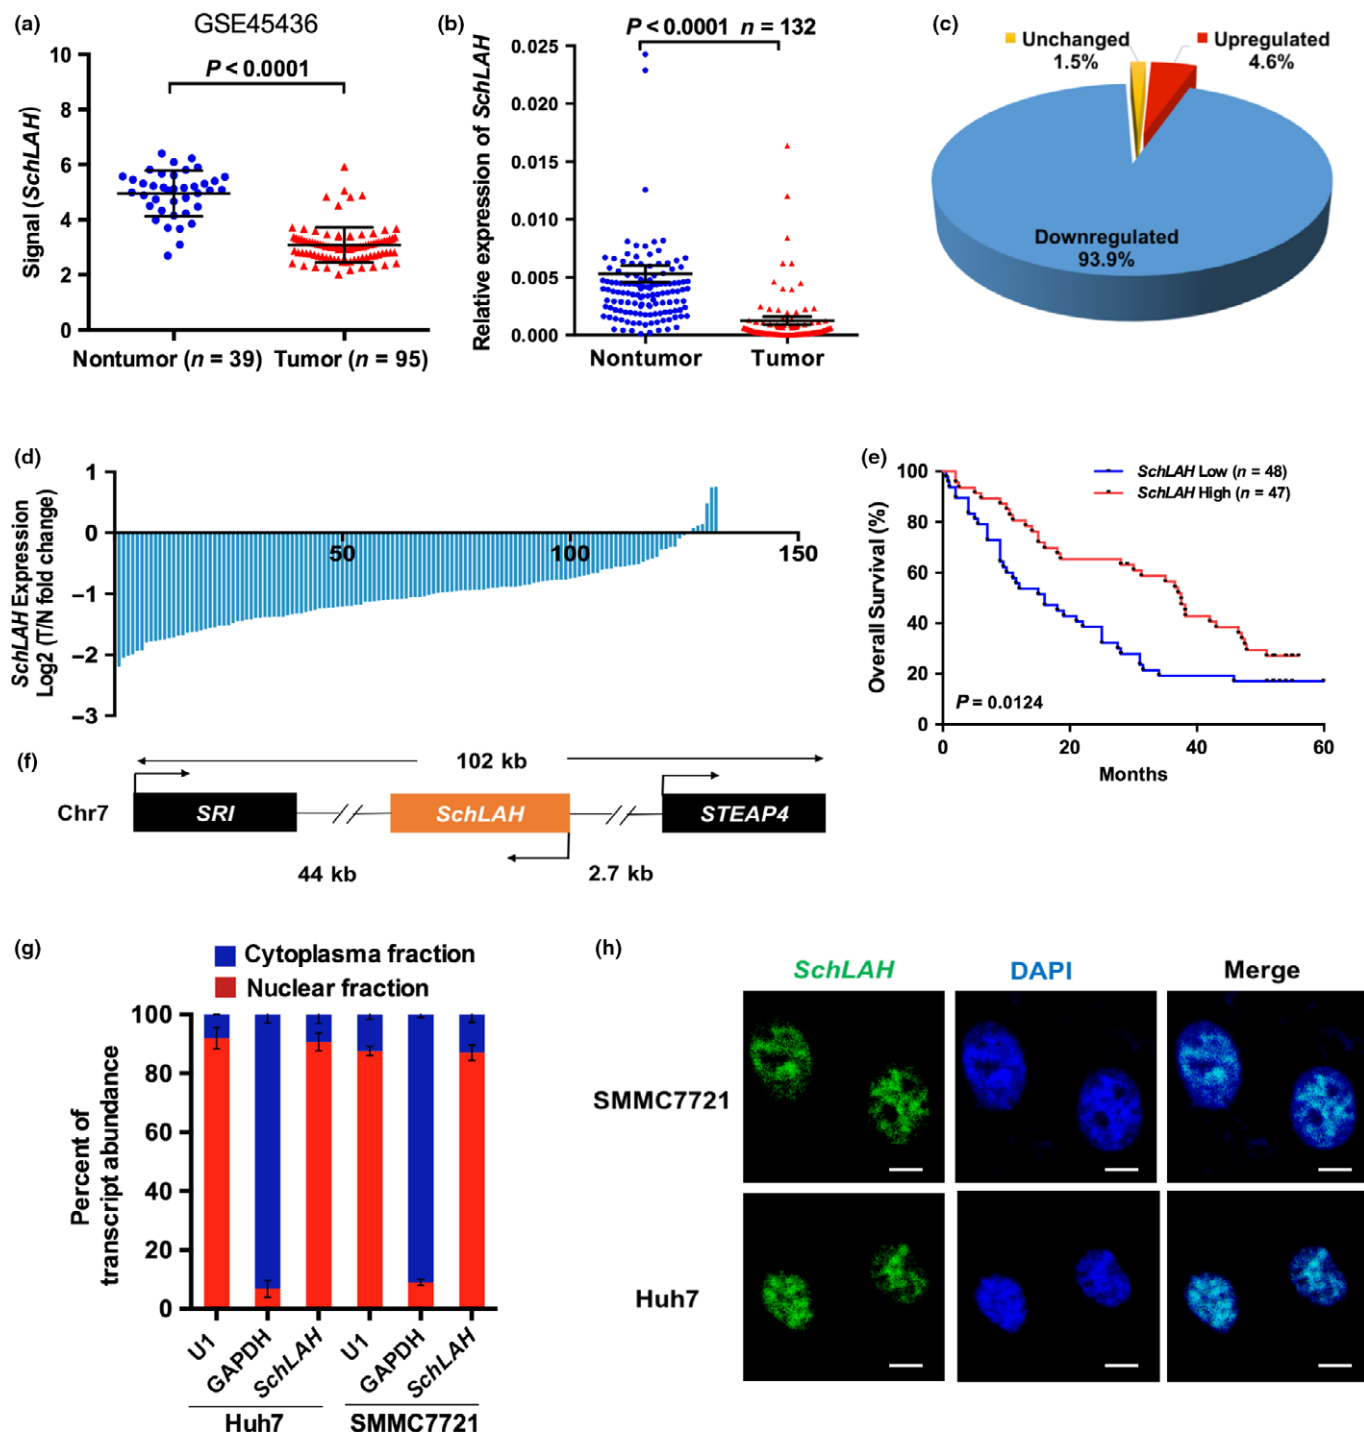 (a)
GSE45436
P < 0.0001
Signal (SchLAH)
10
8
6
4
2
0
Nontumor (n = 39)
Tumor (n = 95)
(b)
P < 0.0001 n = 132
Relative expression of SchLAH
0.025
0.020
0.015
0.010
0.005
0.000
Nontumor
Tumor
(c)
Unchanged
1.5%
Upregulated
4.6%
Downregulated
93.9%
(d)
SchLAH Expression
Log2 (T/N fold change)
1
0
−1
−2
−3
50
100
150
(e)
Overall Survival (%)
100
80
60
40
20
0
SchLAH Low (n = 48)
SchLAH High (n = 47)
P = 0.0124
0
20
40
60
Months
(f)
102 kb
Chr7
SRI
SchLAH
STEAP4
44 kb
2.7 kb
(g)
Cytoplasma fraction
Nuclear fraction
Percent of
transcript abundance
100
80
60
40
20
0
U1
GAPDH
SchLAH
U1
GAPDH
SchLAH
Huh7
SMMC7721
(h)
SchLAH
DAPI
Merge
SMMC7721
Huh7